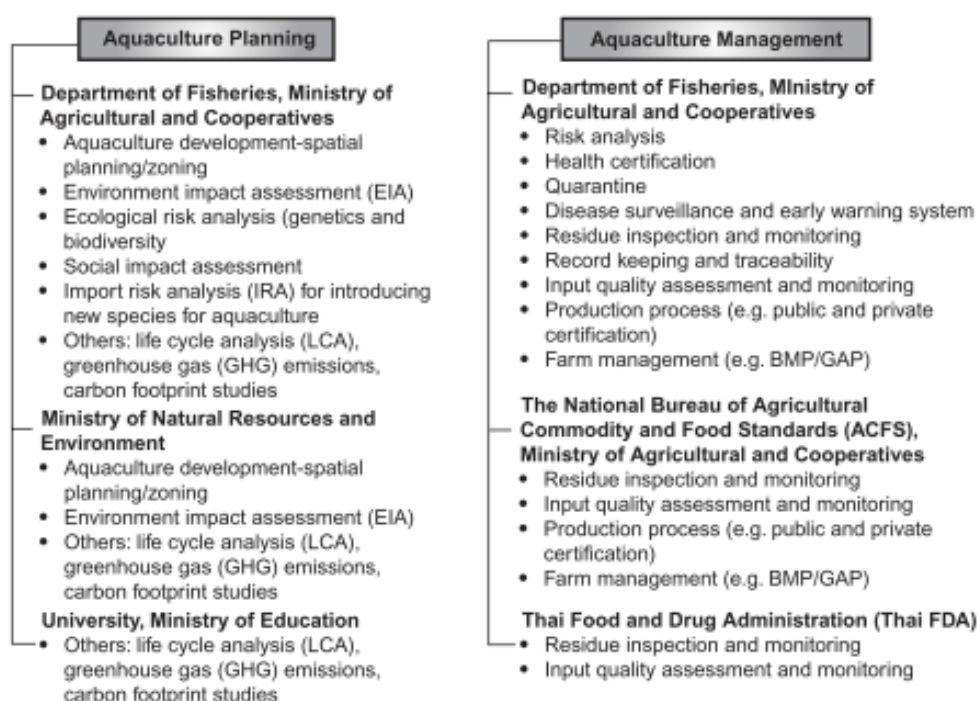 Aquaculture Planning
Department of Fisheries, Ministry of
Agricultural and Cooperatives
• Aquaculture development-spatial
planning/zoning
• Environment impact assessment (EIA)
• Ecological risk analysis (genetics and
biodiversity
• Social impact assessment
• Import risk analysis (IRA) for introducing
new species for aquaculture
• Others: life cycle analysis (LCA),
greenhouse gas (GHG) emissions,
carbon footprint studies
Ministry of Natural Resources and
Environment
• Aquaculture development-spatial
planning/zoning
• Environment impact assessment (EIA)
• Others: life cycle analysis (LCA),
greenhouse gas (GHG) emissions,
carbon footprint studies
University, Ministry of Education
• Others: life cycle analysis (LCA),
greenhouse gas (GHG) emissions,
carbon footprint studies
Aquaculture Management
Department of Fisheries, MInistry of
Agricultural and Cooperatives
• Risk analysis
• Health certification
• Quarantine
• Disease surveillance and early warning system
• Residue inspection and monitoring
• Record keeping and traceability
• Input quality assessment and monitoring
• Production process (e.g. public and private
certification)
• Farm management (e.g. BMP/GAP)
The National Bureau of Agricultural
Commodity and Food Standards (ACFS),
Ministry of Agricultural and Cooperatives
• Residue inspection and monitoring
• Input quality assessment and monitoring
• Production process (e.g. public and private
certification)
• Farm management (e.g. BMP/GAP)
Thai Food and Drug Administration (Thai FDA)
• Residue inspection and monitoring
• Input quality assessment and monitoring